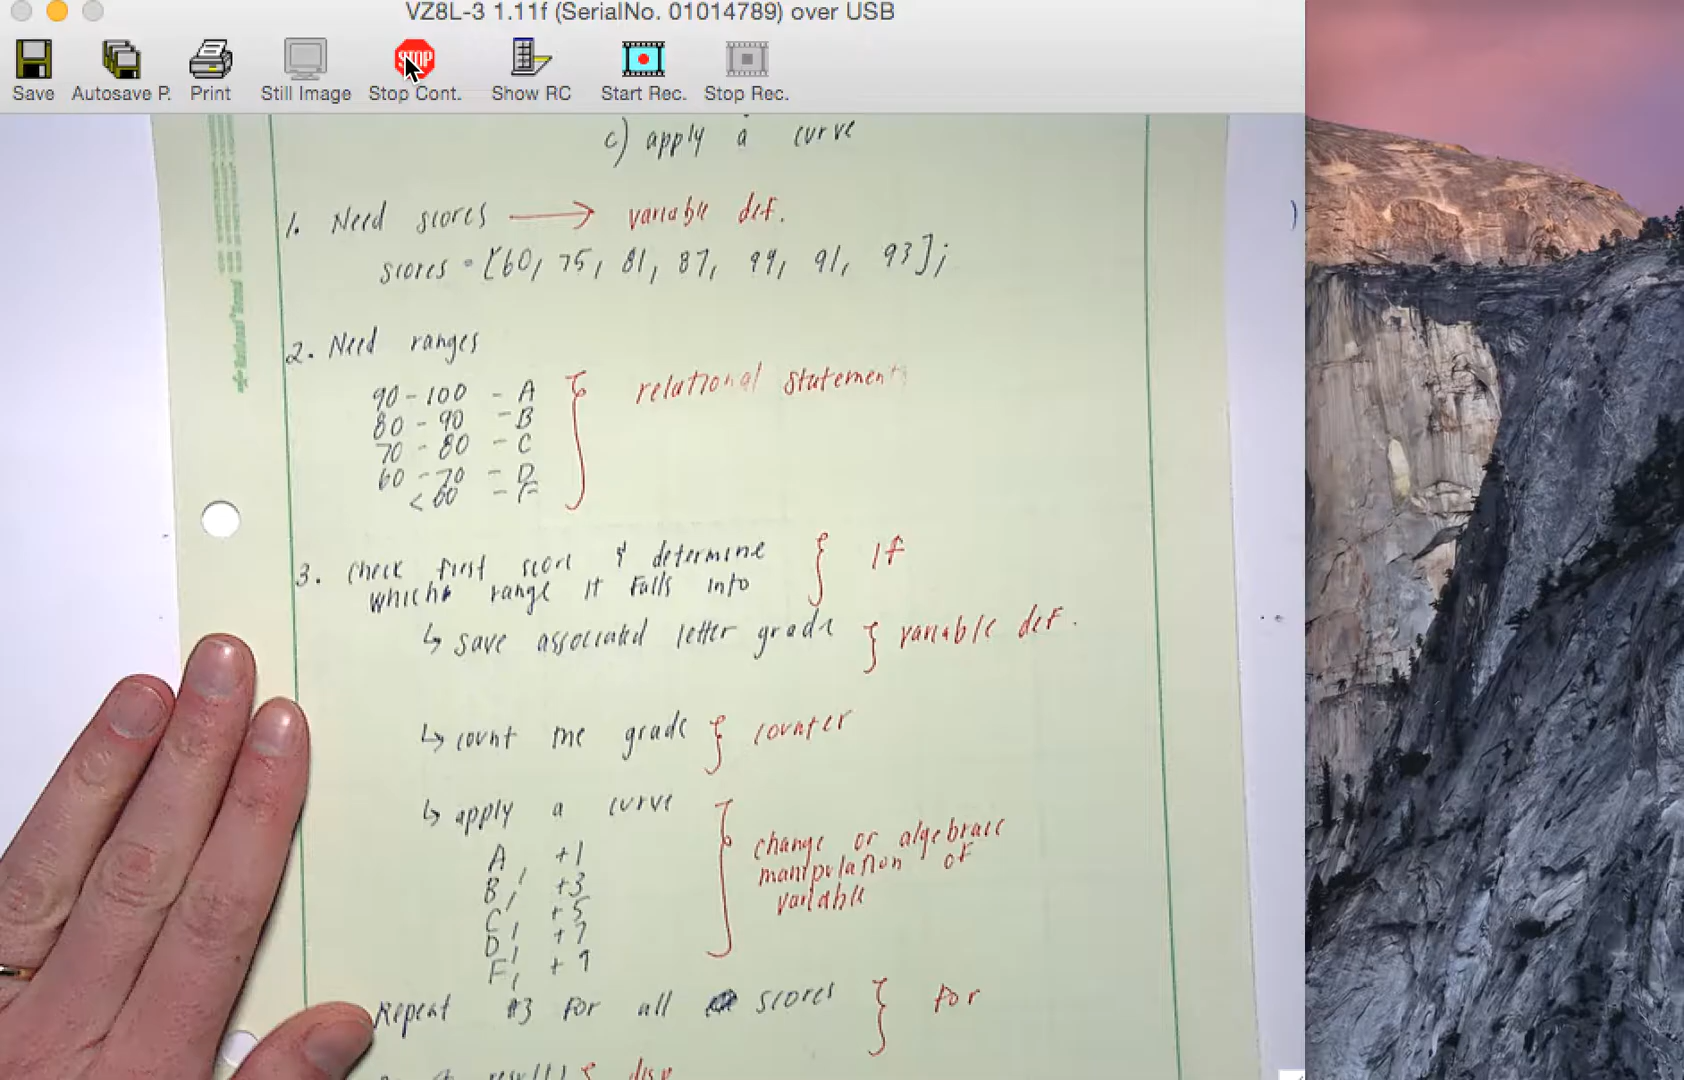 VZ8L-3 1.11f (SerialNo. 01014789) over USB
Save Autosave P. Print Still Image STOP Stop Cont. Show RC Start Rec. Stop Rec.
c) apply a curve
1. Need scores → variable def.
scores = [60, 75, 81, 87, 99, 91, 93];
2. Need ranges
90-100 - A } relational statement
80 - 90 - B
70 - 80 - C
60 - 70 - D
< 60 - F
3. Check first score & determine } If
which range it falls into
↳ save associated letter grade } variable def.
↳ count the grade } counter
↳ apply a curve
A, +1 } change or algebraic
B, +3 manipulation of
C, +5 variable
D, +7
F,
Repeat #3 for all scores } For
disp